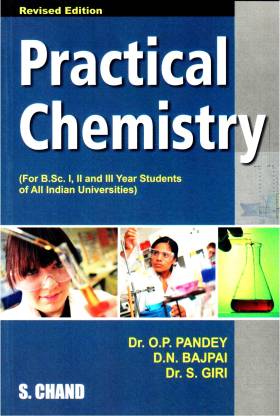 Revised Edition
Practical
Chemistry
(For B.Sc. I, II and III Year Students
of All Indian Universities)
Dr. O.P. PANDEY
D.N. BAJPAI
Dr. S. GIRI
S. CHAND